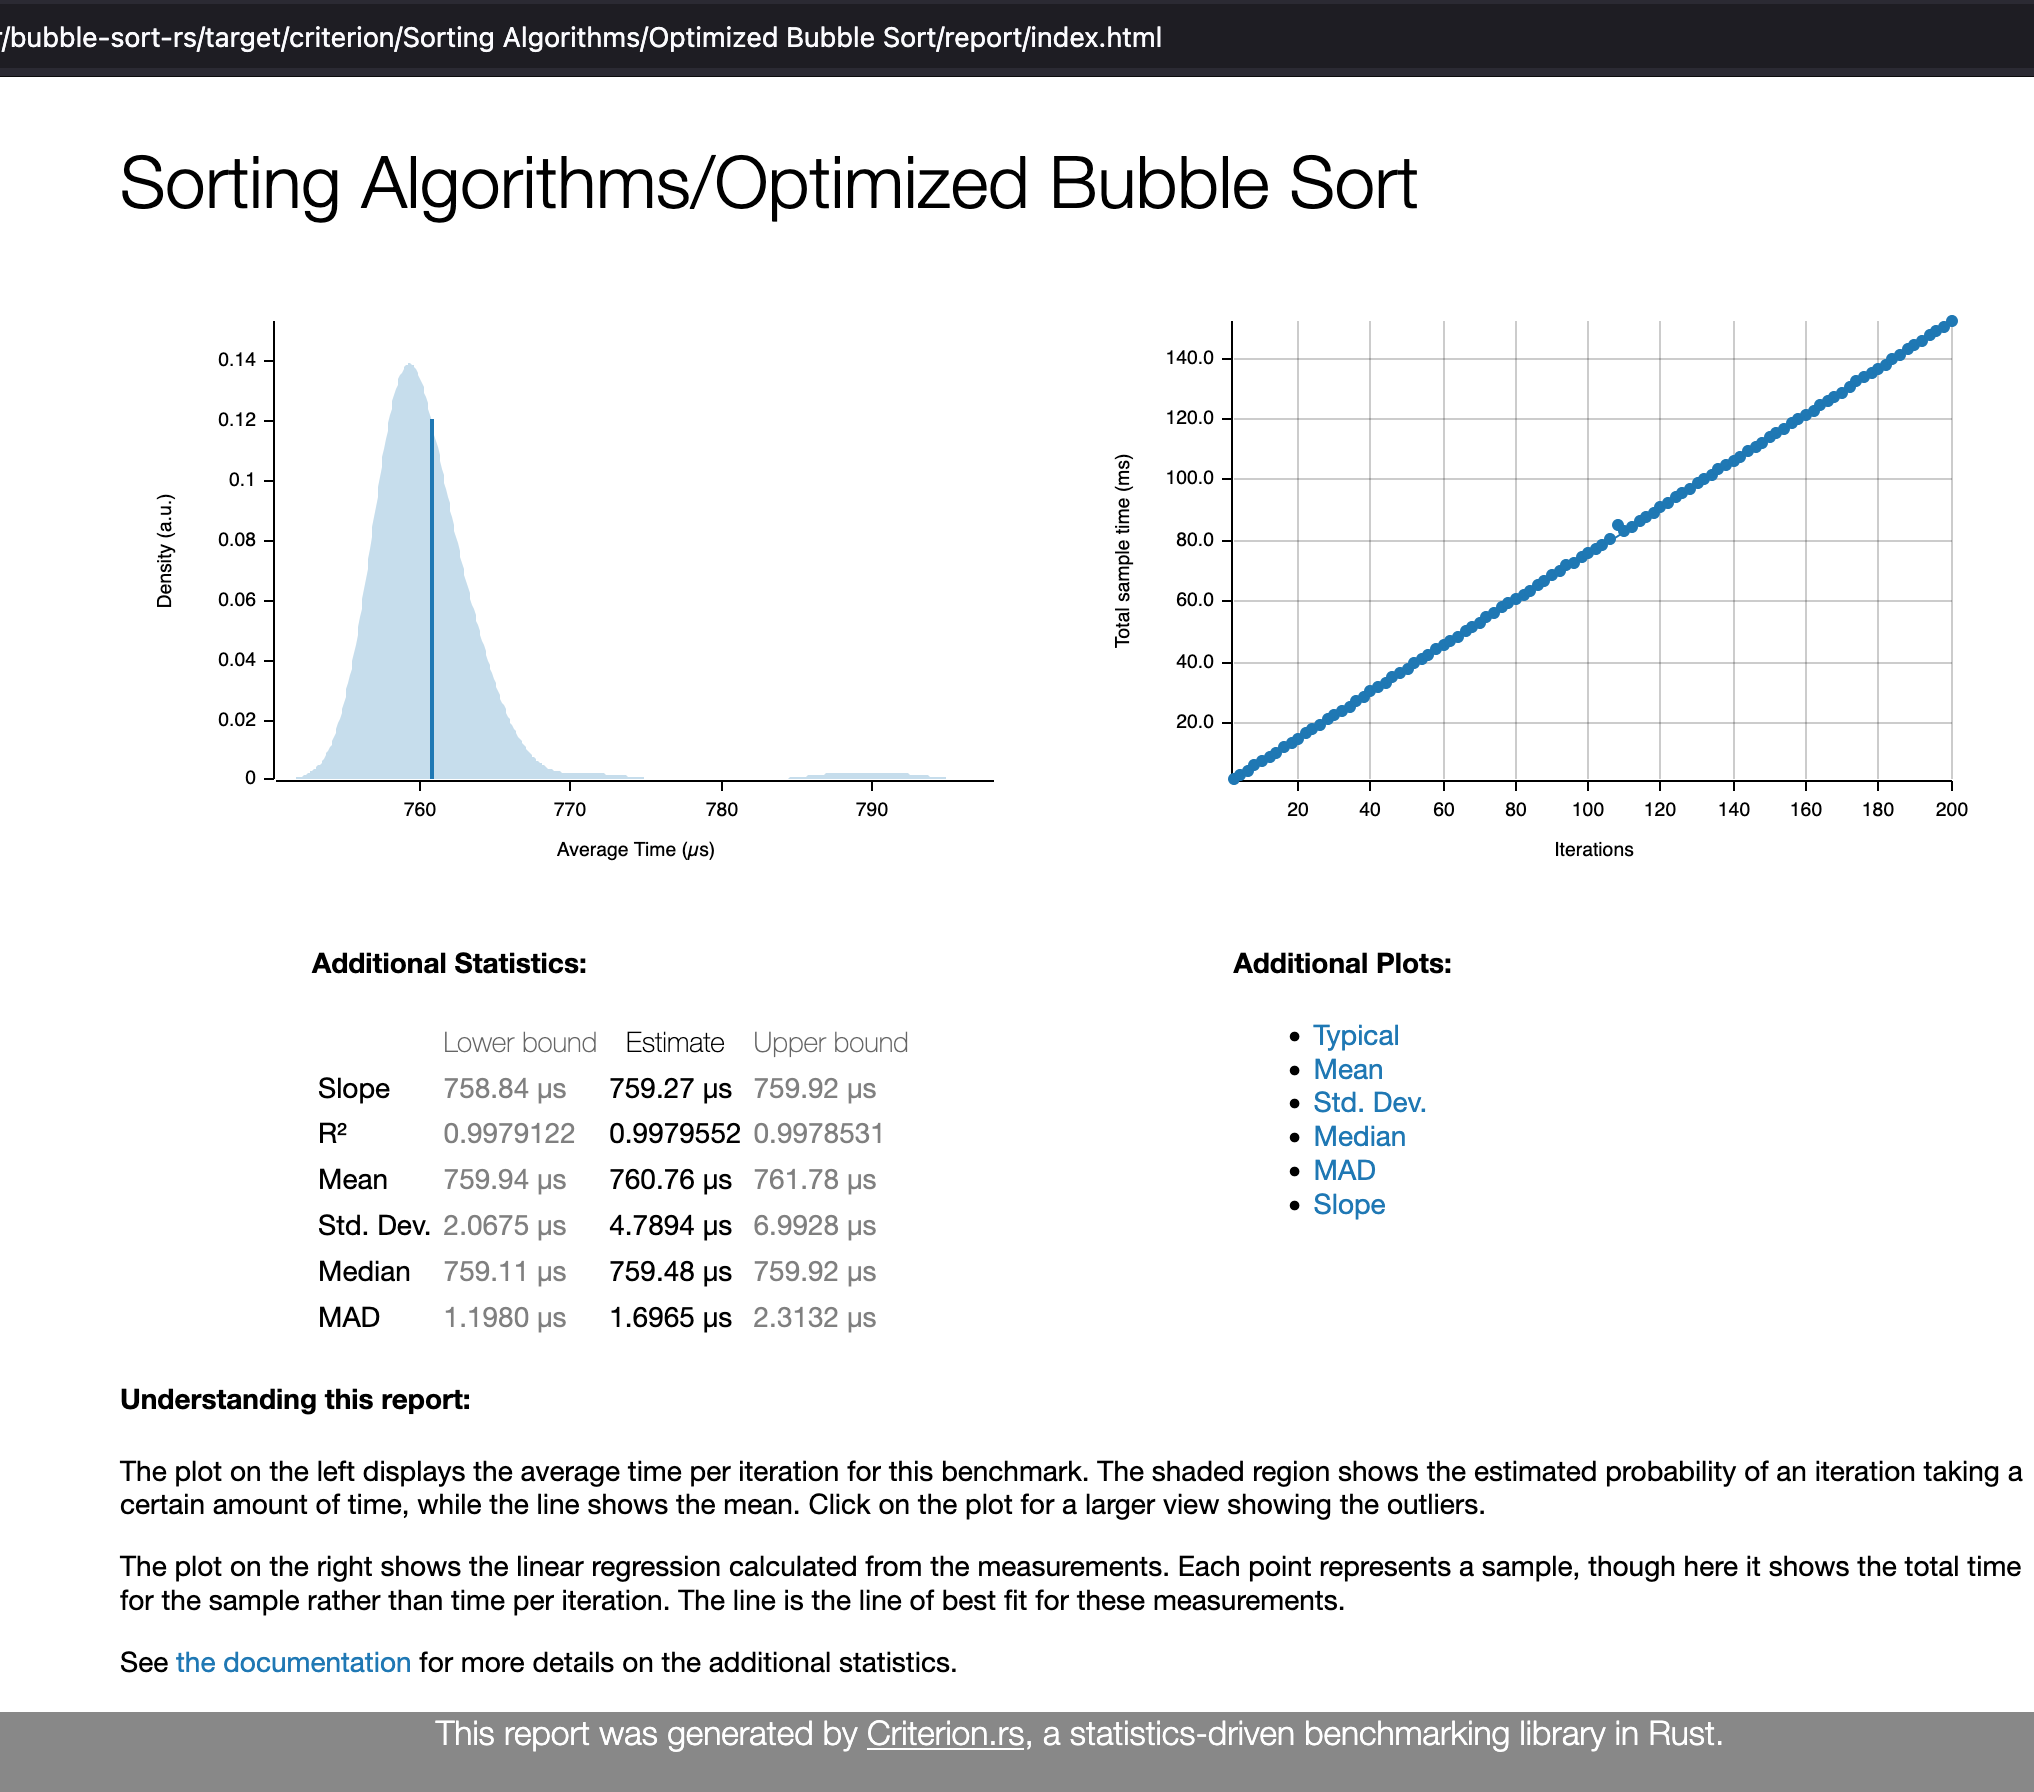 /bubble-sort-rs/target/criterion/Sorting Algorithms/Optimized Bubble Sort/report/index.html
Sorting Algorithms/Optimized Bubble Sort
0.14
0.12
0.1
0.08
0.06
0.04
0.02
0
Density (a.u.)
760 770 780 790
Average Time (µs)
140.0
120.0
100.0
80.0
60.0
40.0
20.0
Total sample time (ms)
20 40 60 80 100 120 140 160 180 200
Iterations
Additional Statistics:
Lower bound Estimate Upper bound
Slope 758.84 µs 759.27 µs 759.92 µs
R² 0.9979122 0.9979552 0.9978531
Mean 759.94 µs 760.76 µs 761.78 µs
Std. Dev. 2.0675 µs 4.7894 µs 6.9928 µs
Median 759.11 µs 759.48 µs 759.92 µs
MAD 1.1980 µs 1.6965 µs 2.3132 µs
Additional Plots:
• Typical
• Mean
• Std. Dev.
• Median
• MAD
• Slope
Understanding this report:
The plot on the left displays the average time per iteration for this benchmark. The shaded region shows the estimated probability of an iteration taking a
certain amount of time, while the line shows the mean. Click on the plot for a larger view showing the outliers.
The plot on the right shows the linear regression calculated from the measurements. Each point represents a sample, though here it shows the total time
for the sample rather than time per iteration. The line is the line of best fit for these measurements.
See the documentation for more details on the additional statistics.
This report was generated by Criterion.rs, a statistics-driven benchmarking library in Rust.